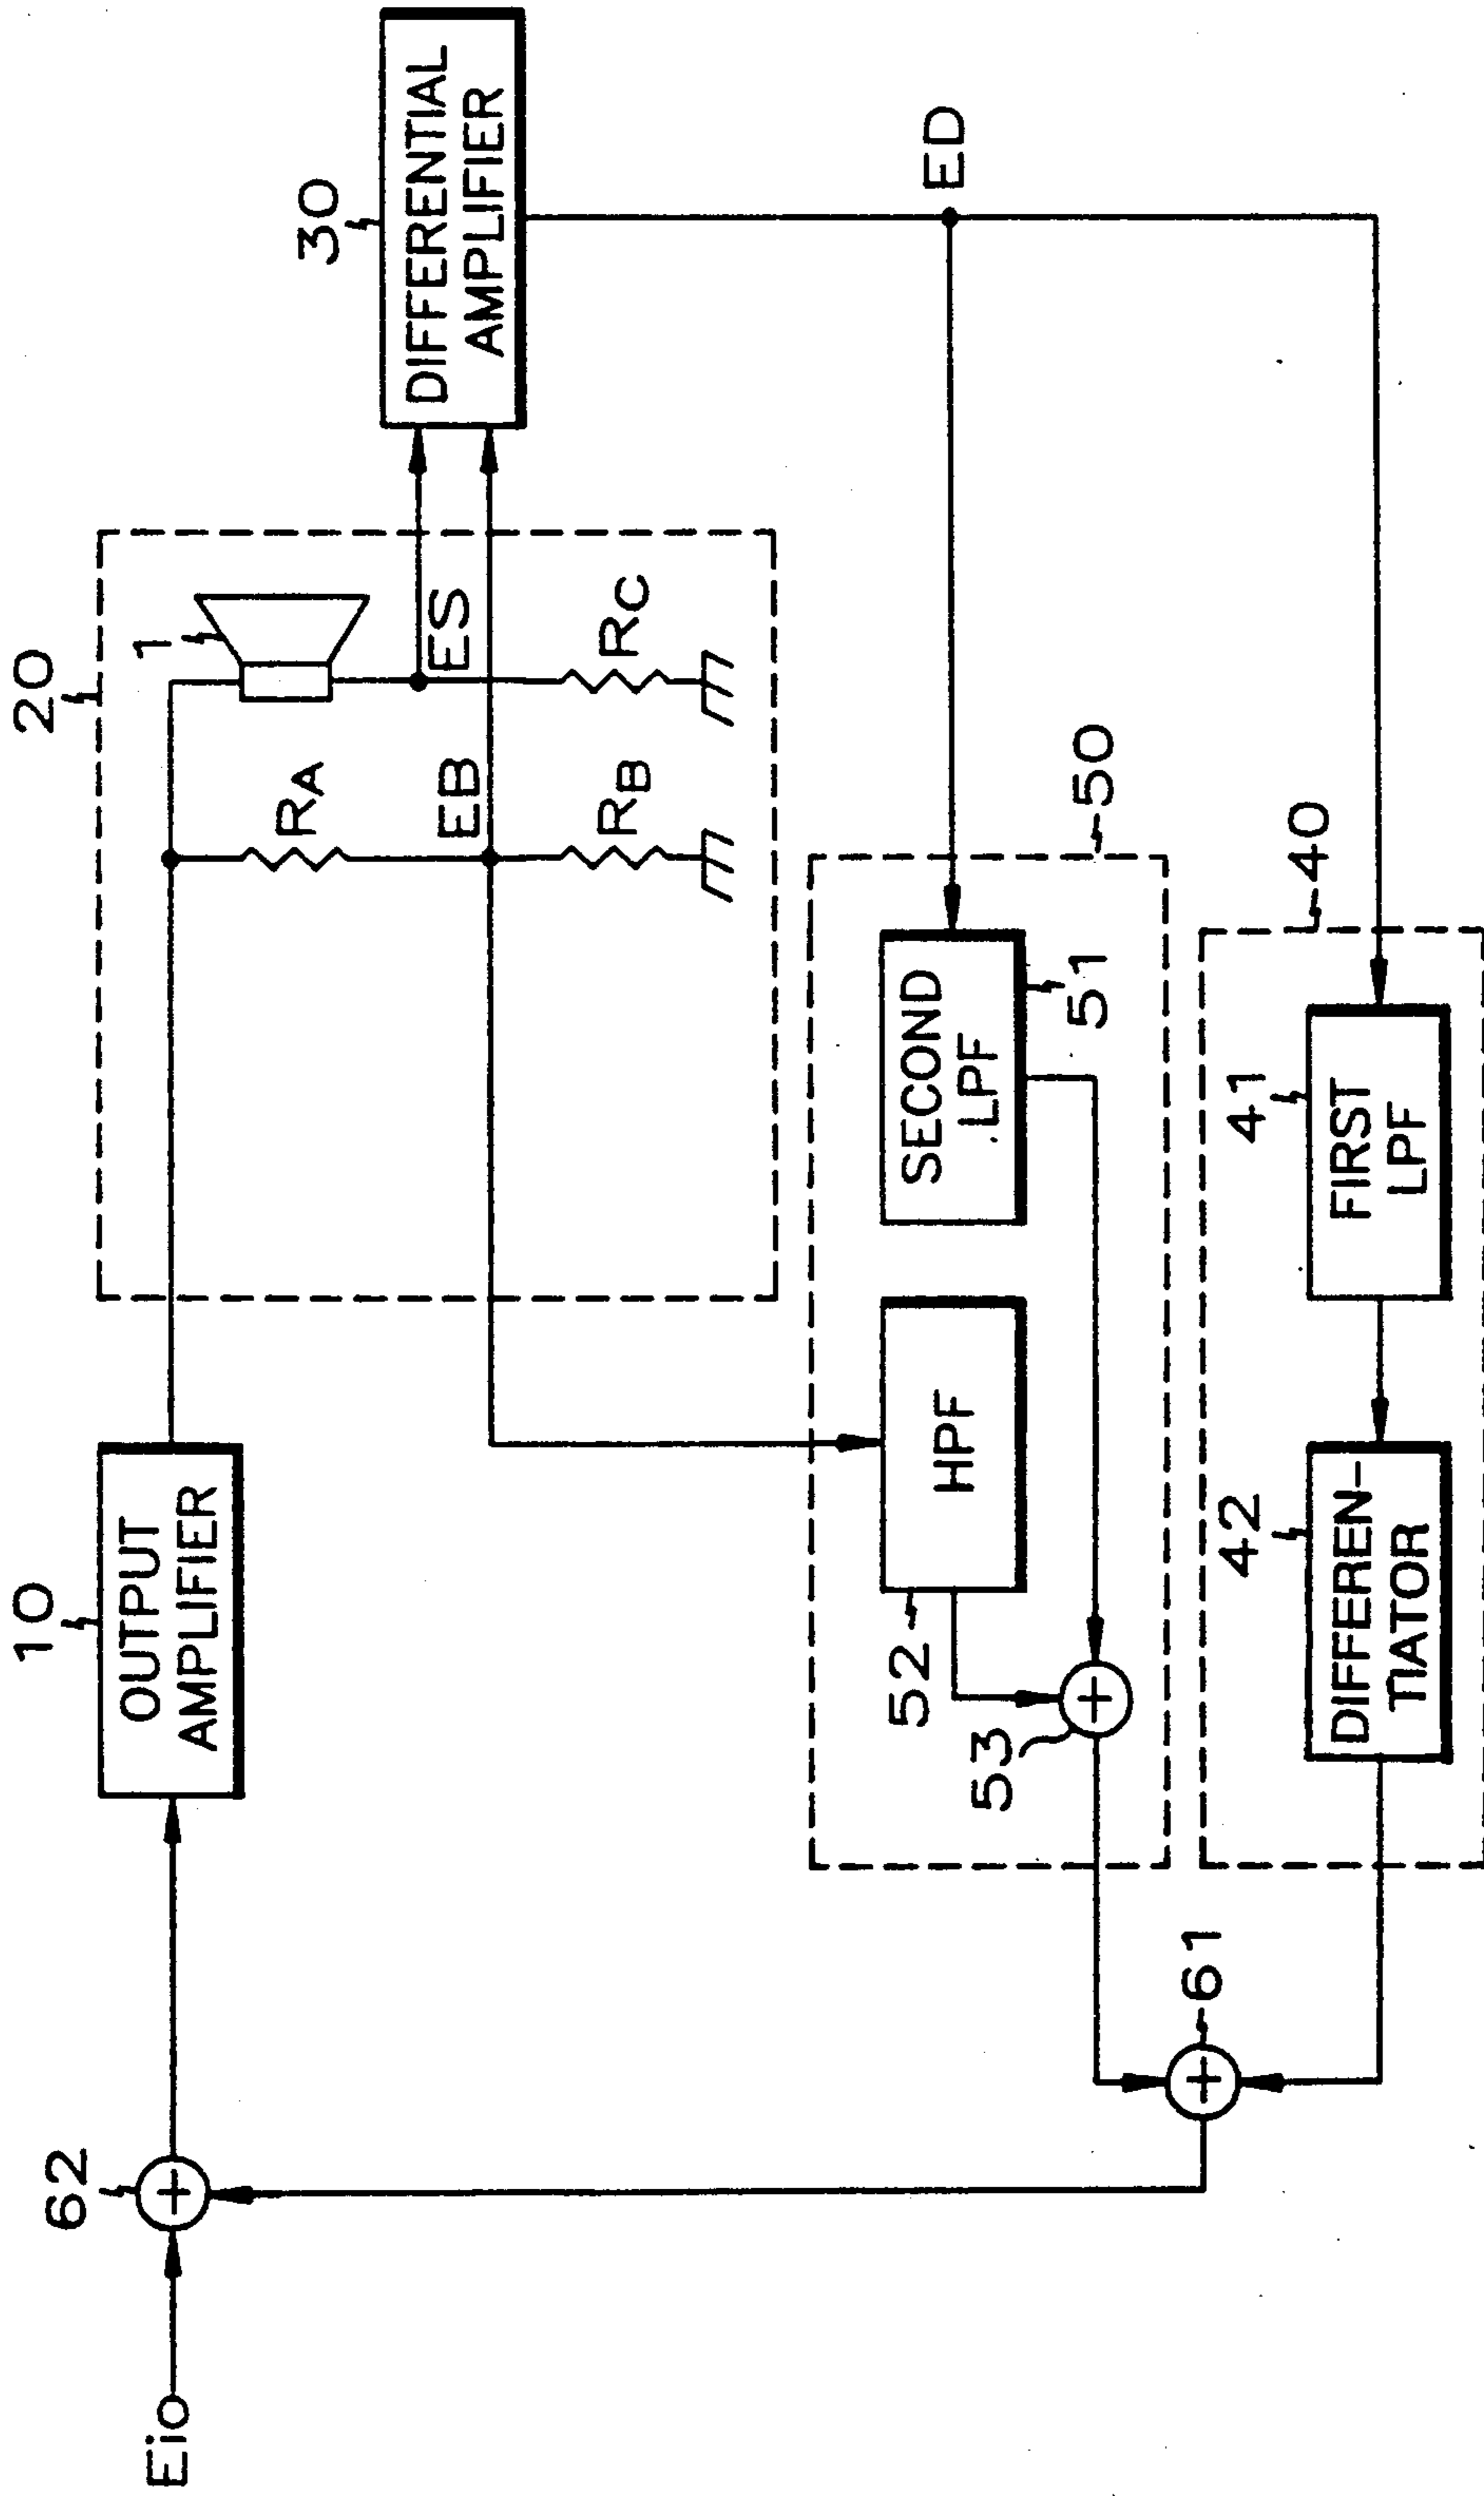 62
10
20
1
30
Ei
OUTPUT
AMPLIFIER
RA
ES
EB
RB
RC
DIFFERENTIAL
AMPLIFIER
52
HPF
SECOND
LPF
51
53
50
ED
61
42
41
40
DIFFEREN-
TIATOR
FIRST
LPF